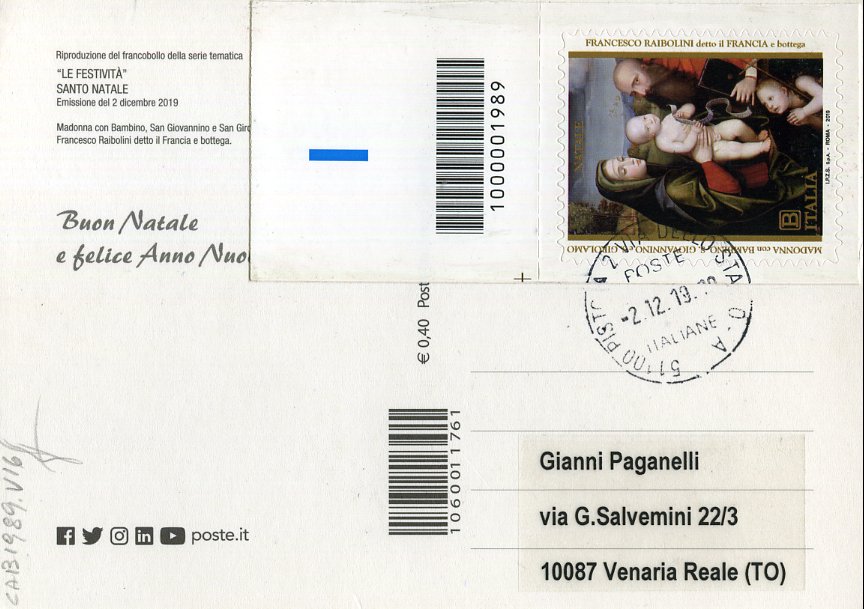 Riproduzione del francobollo della serie tematica
"LE FESTIVITÀ"
SANTO NATALE
Emissione del 2 dicembre 2019
Madonna con Bambino, San Giovannino e San Giro
Francesco Raibolini detto il Francia e bottega.
Buon Natale
e felice Anno Nuo
1000001989
FRANCESCO RAIBOLINI detto il FRANCIA e bottega
NATALE
I.P.Z.S. S.p.A. - ROMA - 2019
B
ITALIA
MADONNA con BAMBINO, S. GIOVANNINO e S. GIROLAMO
POSTE
-2.12.19
ITALIANE
51100 PISTO
€ 0,40 Post
1060011761
Gianni Paganelli
via G.Salvemini 22/3
10087 Venaria Reale (TO)
poste.it
CAB1989.V16